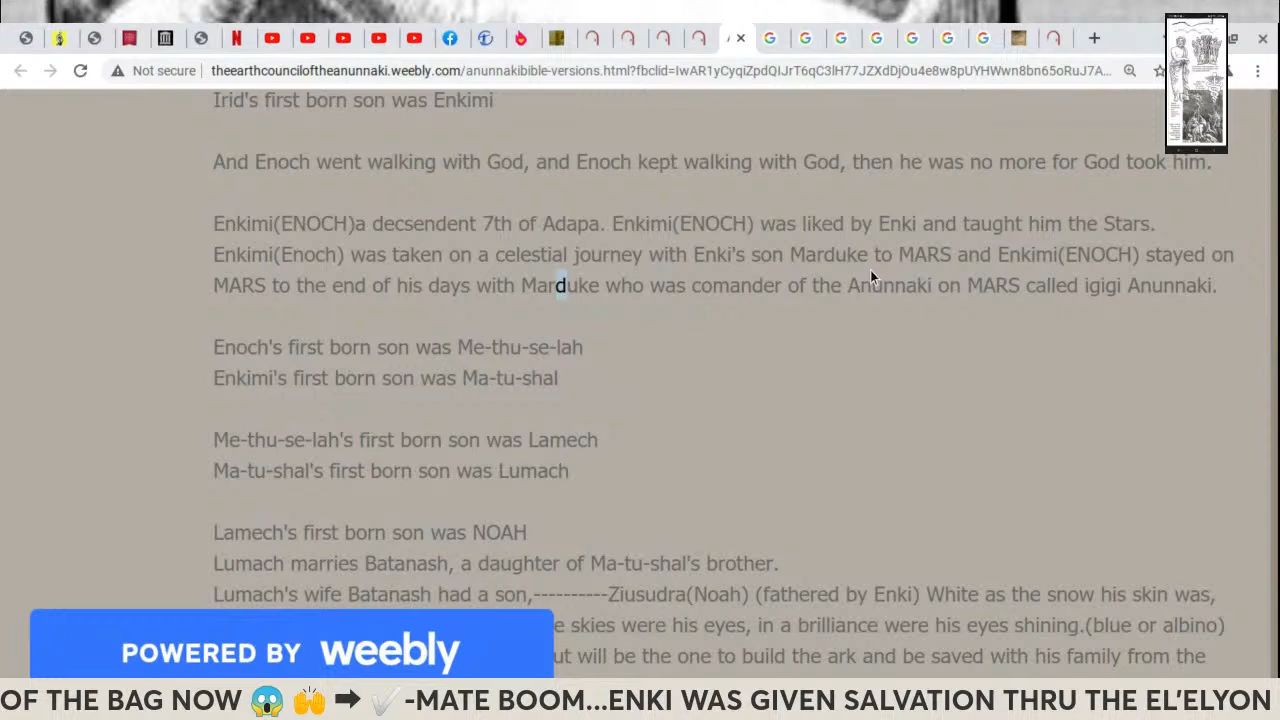 Not secure theearthcounciloftheanunnaki.weebly.com/anunnakibible-versions.html?fbclid=IwAR1yCyqiZpdQlJrT6qC3lH77JZXdDjOu4e8w8pUYHWwn8bn65oRuJ7A...
Irid's first born son was Enkimi
And Enoch went walking with God, and Enoch kept walking with God, then he was no more for God took him.
Enkimi(ENOCH)a decsendent 7th of Adapa. Enkimi(ENOCH) was liked by Enki and taught him the Stars.
Enkimi(Enoch) was taken on a celestial journey with Enki's son Marduke to MARS and Enkimi(ENOCH) stayed on
MARS to the end of his days with Marduke who was comander of the Anunnaki on MARS called igigi Anunnaki.
Enoch's first born son was Me-thu-se-lah
Enkimi's first born son was Ma-tu-shal
Me-thu-se-lah's first born son was Lamech
Ma-tu-shal's first born son was Lumach
Lamech's first born son was NOAH
Lumach marries Batanash, a daughter of Ma-tu-shal's brother.
Lumach's wife Batanash had a son,----------Ziusudra(Noah) (fathered by Enki) White as the snow his skin was,
skies were his eyes, in a brilliance were his eyes shining.(blue or albino)
will be the one to build the ark and be saved with his family from the
POWERED BY weebly
OF THE BAG NOW 😱 🙌 ➡ ✔ -MATE BOOM...ENKI WAS GIVEN SALVATION THRU THE EL'ELYON